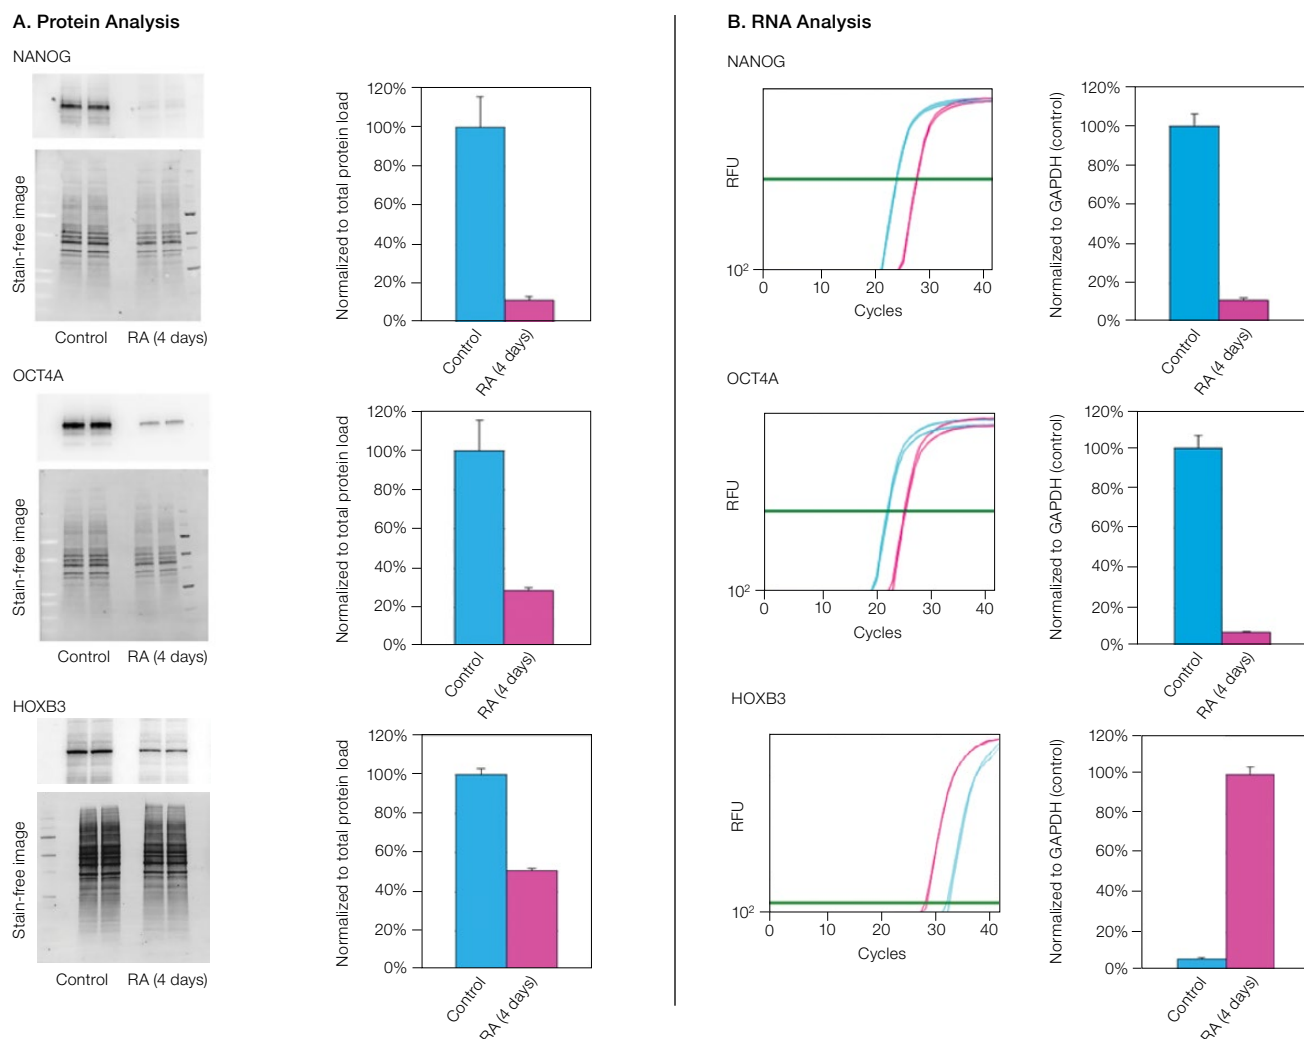 A. Protein Analysis
NANOG
Stain-free image
Control RA (4 days)
120%
100%
80%
60%
40%
20%
0%
Normalized to total protein load
Control
RA (4 days)
OCT4A
Stain-free image
Control RA (4 days)
120%
100%
80%
60%
40%
20%
0%
Normalized to total protein load
Control
RA (4 days)
HOXB3
Stain-free image
Control RA (4 days)
120%
100%
80%
60%
40%
20%
0%
Normalized to total protein load
Control
RA (4 days)
B. RNA Analysis
NANOG
RFU
10²
0 10 20 30 40
Cycles
120%
100%
80%
60%
40%
20%
0%
Normalized to GAPDH (control)
Control
RA (4 days)
OCT4A
RFU
10²
0 10 20 30 40
Cycles
120%
100%
80%
60%
40%
20%
0%
Normalized to GAPDH (control)
Control
RA (4 days)
HOXB3
RFU
10²
0 10 20 30 40
Cycles
120%
100%
80%
60%
40%
20%
0%
Normalized to GAPDH (control)
Control
RA (4 days)